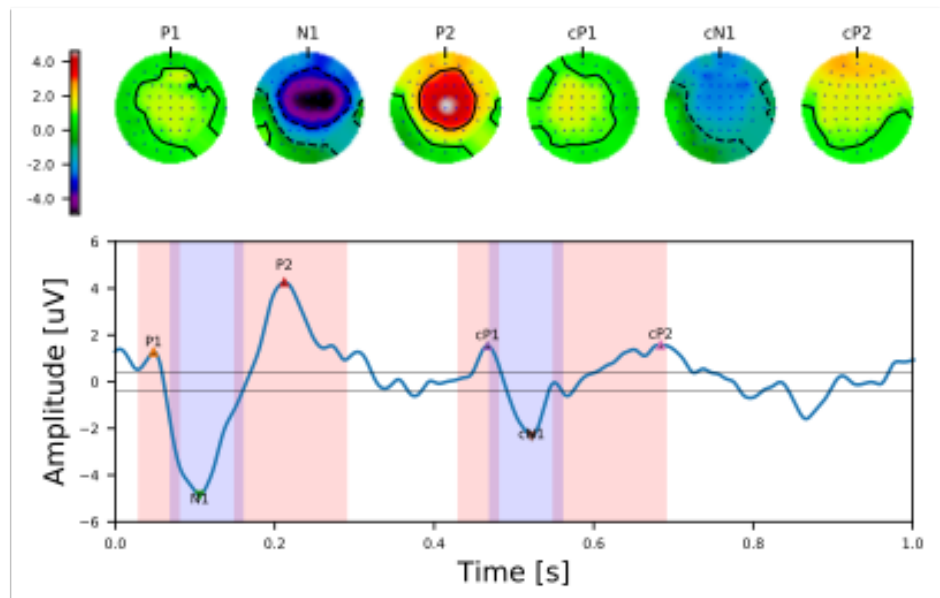 P1 N1 P2 cP1 cN1 cP2
4.0
2.0
0.0
-2.0
-4.0
6
4
2
0
−2
−4
−6
Amplitude [uV]
P1
N1
P2
cP1
cN1
cP2
0.0 0.2 0.4 0.6 0.8 1.0
Time [s]